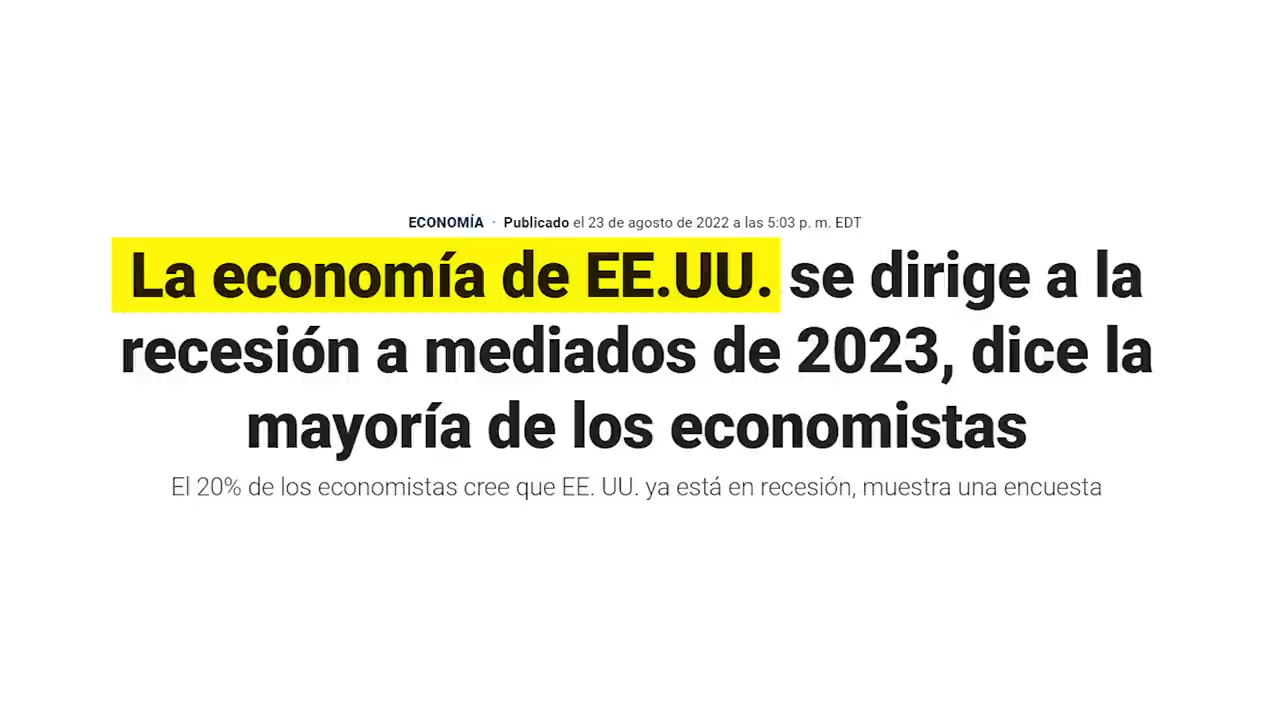 ECONOMÍA · Publicado el 23 de agosto de 2022 a las 5:03 p. m. EDT
La economía de EE.UU. se dirige a la
recesión a mediados de 2023, dice la
mayoría de los economistas
El 20% de los economistas cree que EE. UU. ya está en recesión, muestra una encuesta